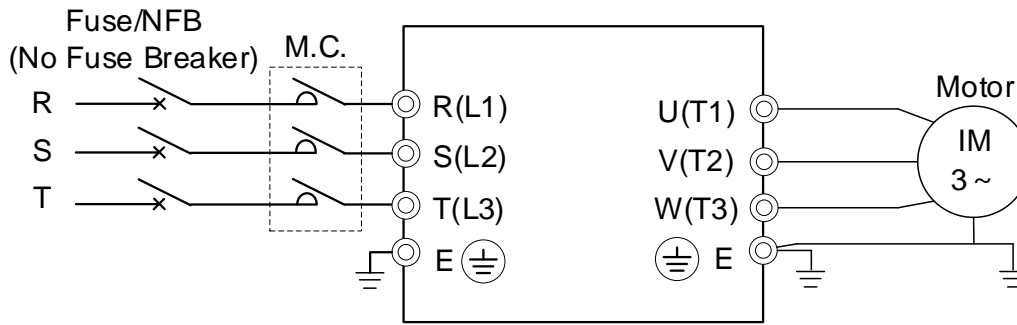 Fuse/NFB
(No Fuse Breaker)
M.C.
R
S
T
R(L1)
S(L2)
T(L3)
E
U(T1)
V(T2)
W(T3)
E
Motor
IM
3 ~